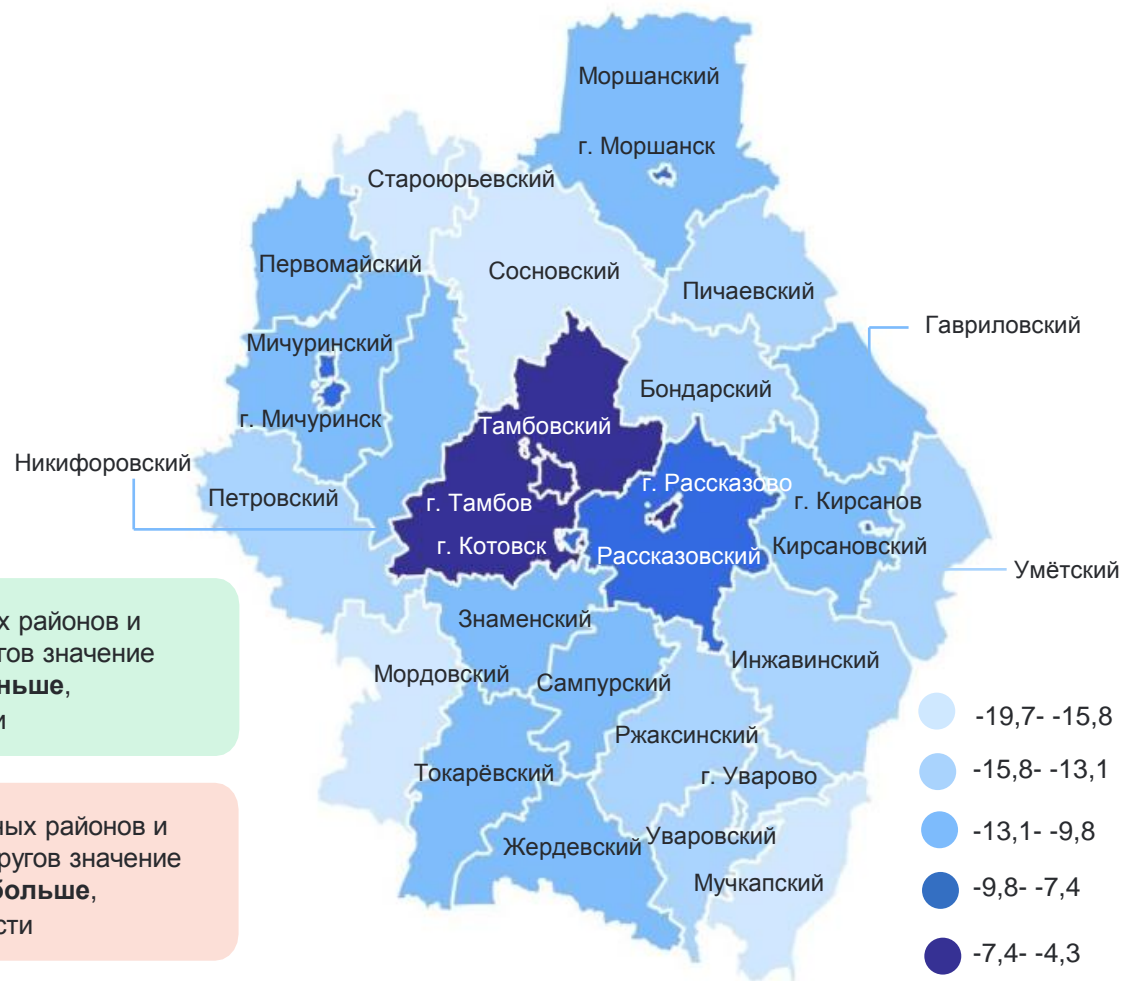 Моршанский
г. Моршанск
Староюрьевский
Первомайский
Сосновский
Пичаевский
Гавриловский
Мичуринский
Бондарский
г. Мичуринск
Тамбовский
Никифоровский
Петровский
г. Рассказово
г. Тамбов
г. Кирсанов
г. Котовск
Рассказовский
Кирсановский
Умётский
Знаменский
Мордовский
Сампурский
Инжавинский
Ржаксинский
Токарёвский
г. Уварово
Жердевский
Уваровский
Мучкапский
х районов и
гов значение
ньше,
и
ных районов и
ругов значение
больше,
сти
-19,7- -15,8
-15,8- -13,1
-13,1- -9,8
-9,8- -7,4
-7,4- -4,3